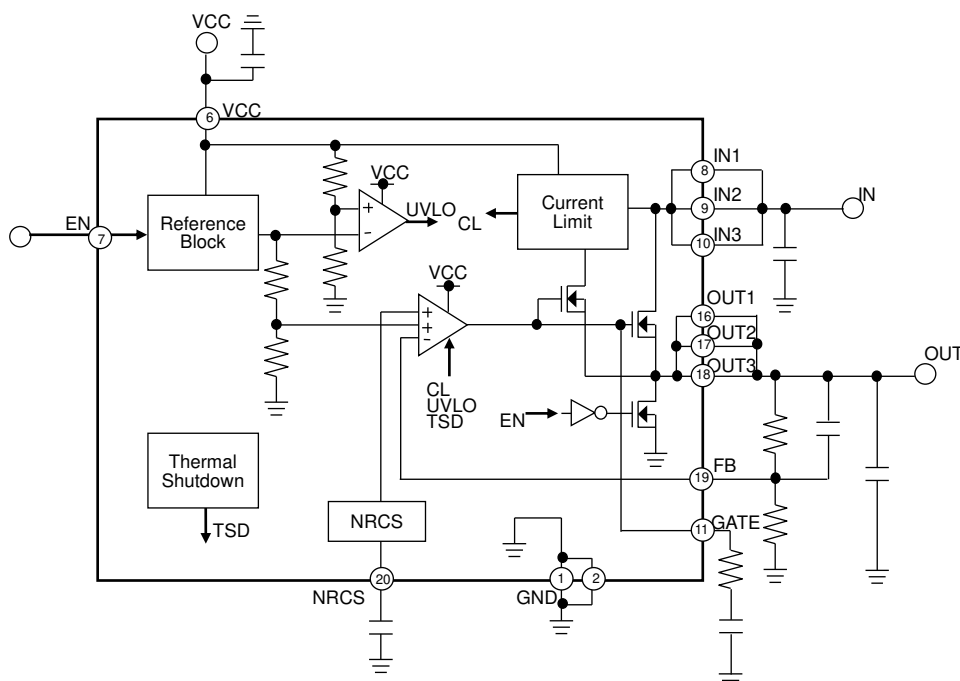 VCC
6 VCC
IN1
8
VCC
IN2
IN
9
EN
7
Reference
Block
+
-
UVLO
CL
Current
Limit
IN3
10
VCC
OUT1
16
OUT2
17
+
+
-
OUT3
18
OUT
CL
UVLO
TSD
EN
Thermal
Shutdown
FB
19
TSD
NRCS
GATE
11
20
NRCS
1
2
GND